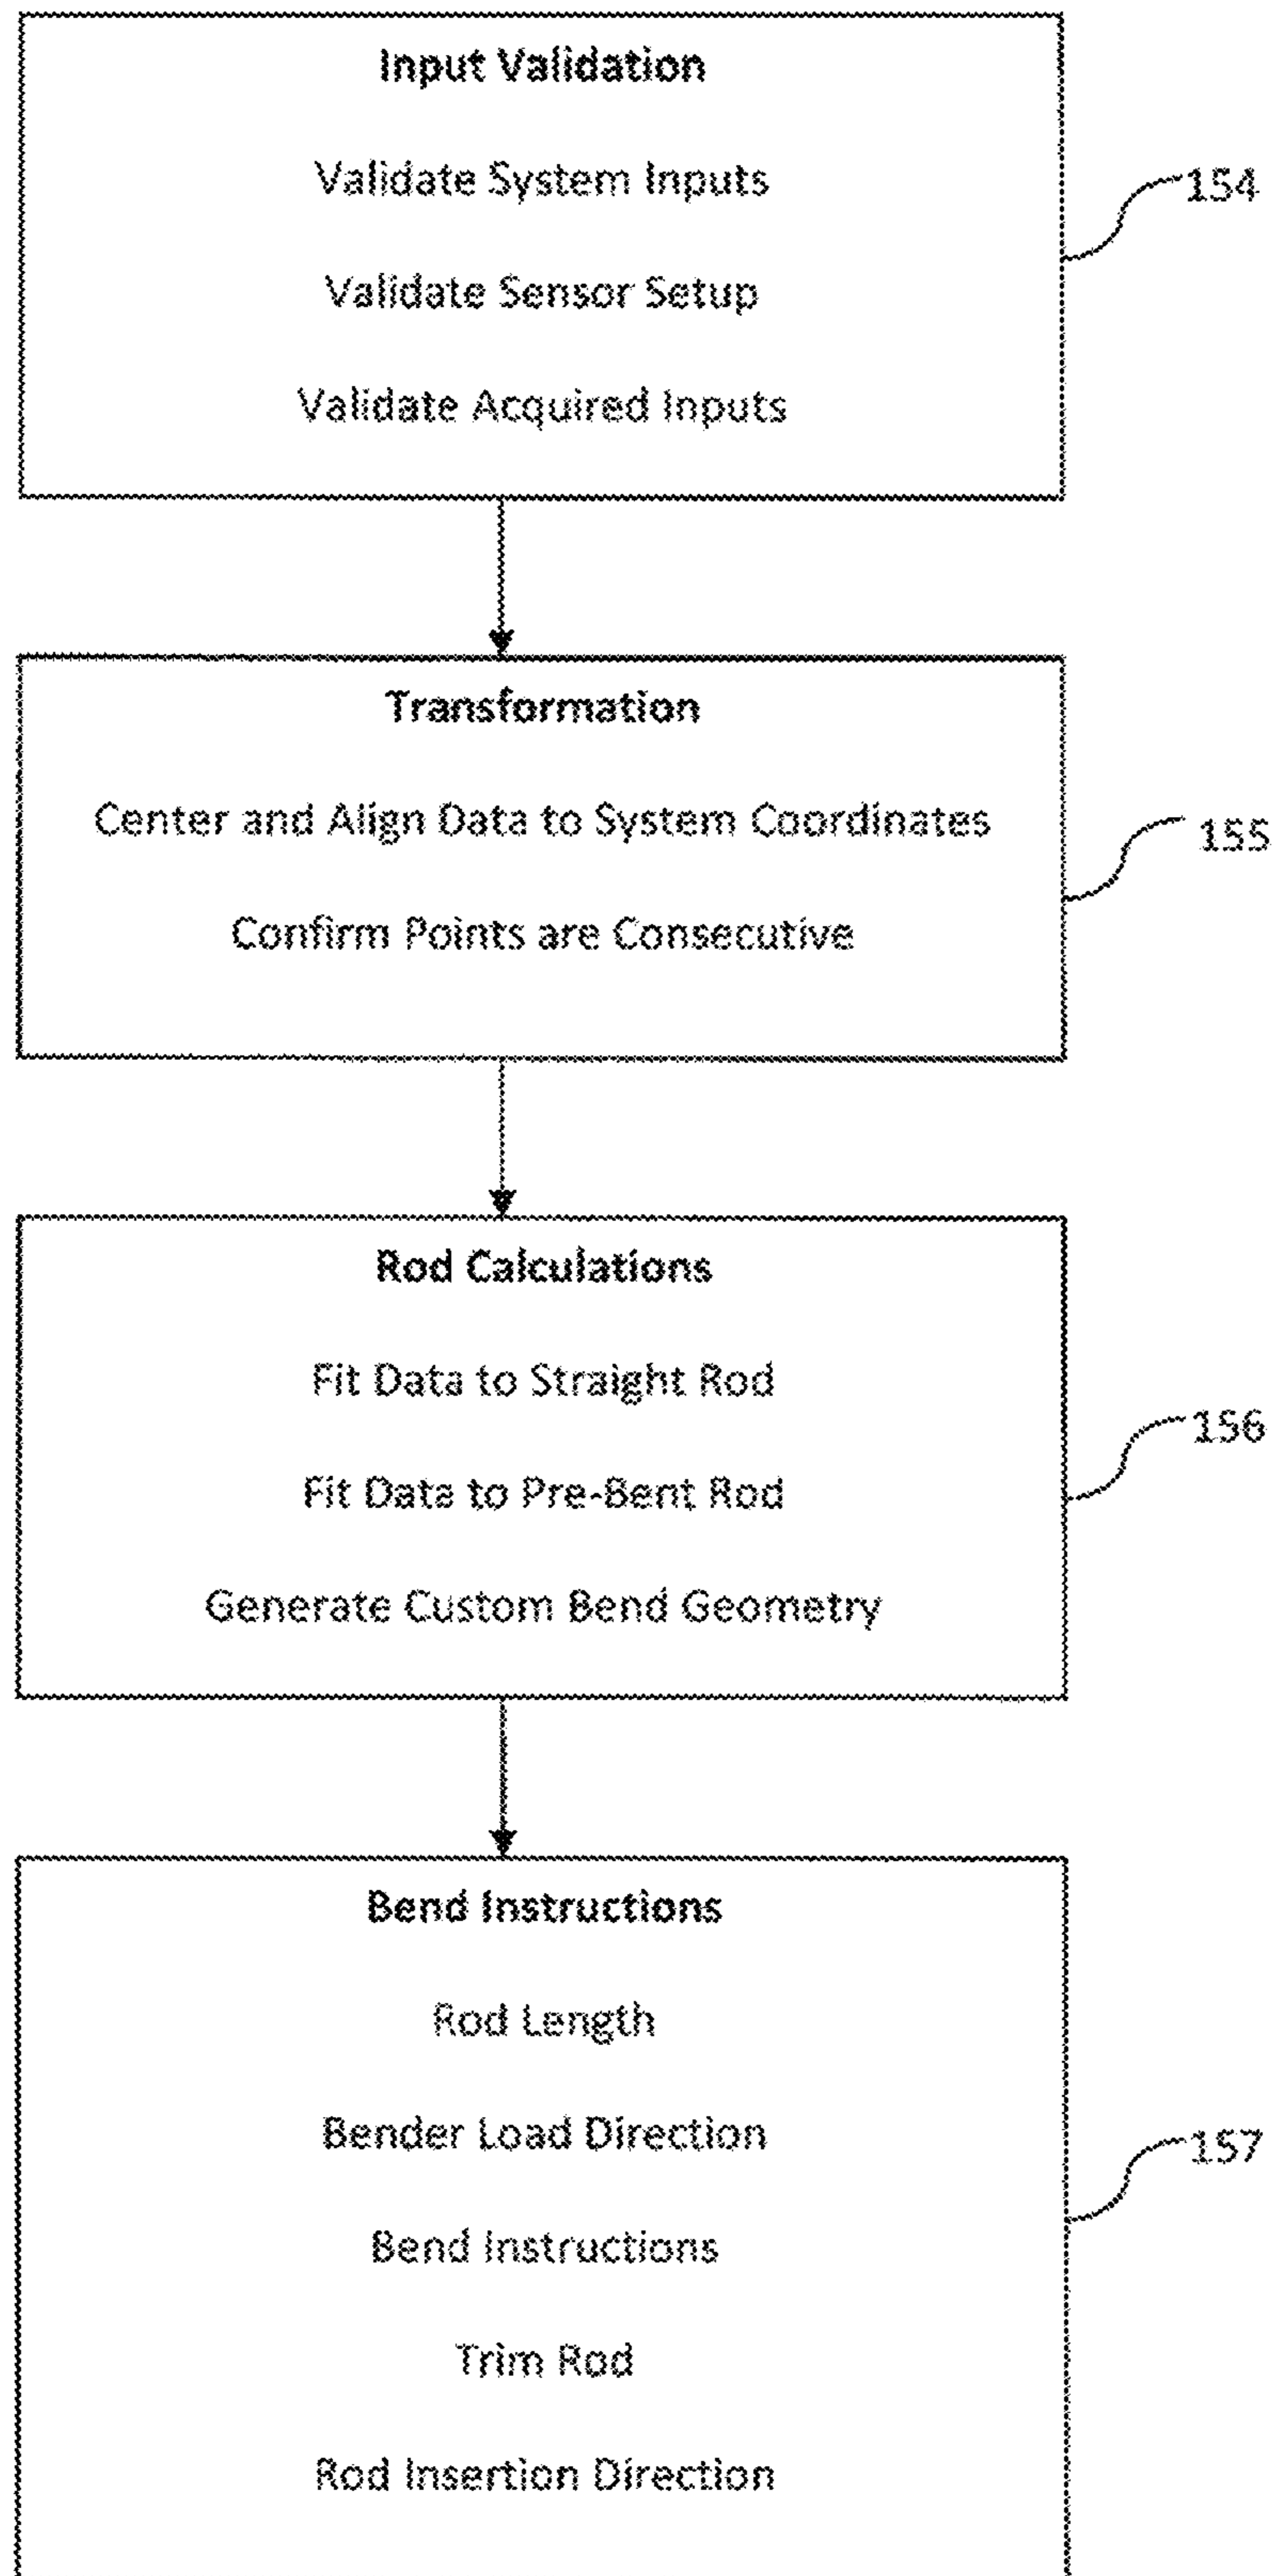 Input Validation
Validate System Inputs
Validate Sensor Setup
Validate Acquired Inputs
154
Transformation
Center and Align Data to System Coordinates
Confirm Points are Consecutive
155
Rod Calculations
Fit Data to Straight Rod
Fit Data to Pre-Bent Rod
Generate Custom Bend Geometry
156
Bend Instructions
Rod Length
Bender Load Direction
Bend Instructions
Trim Rod
Rod Insertion Direction
157